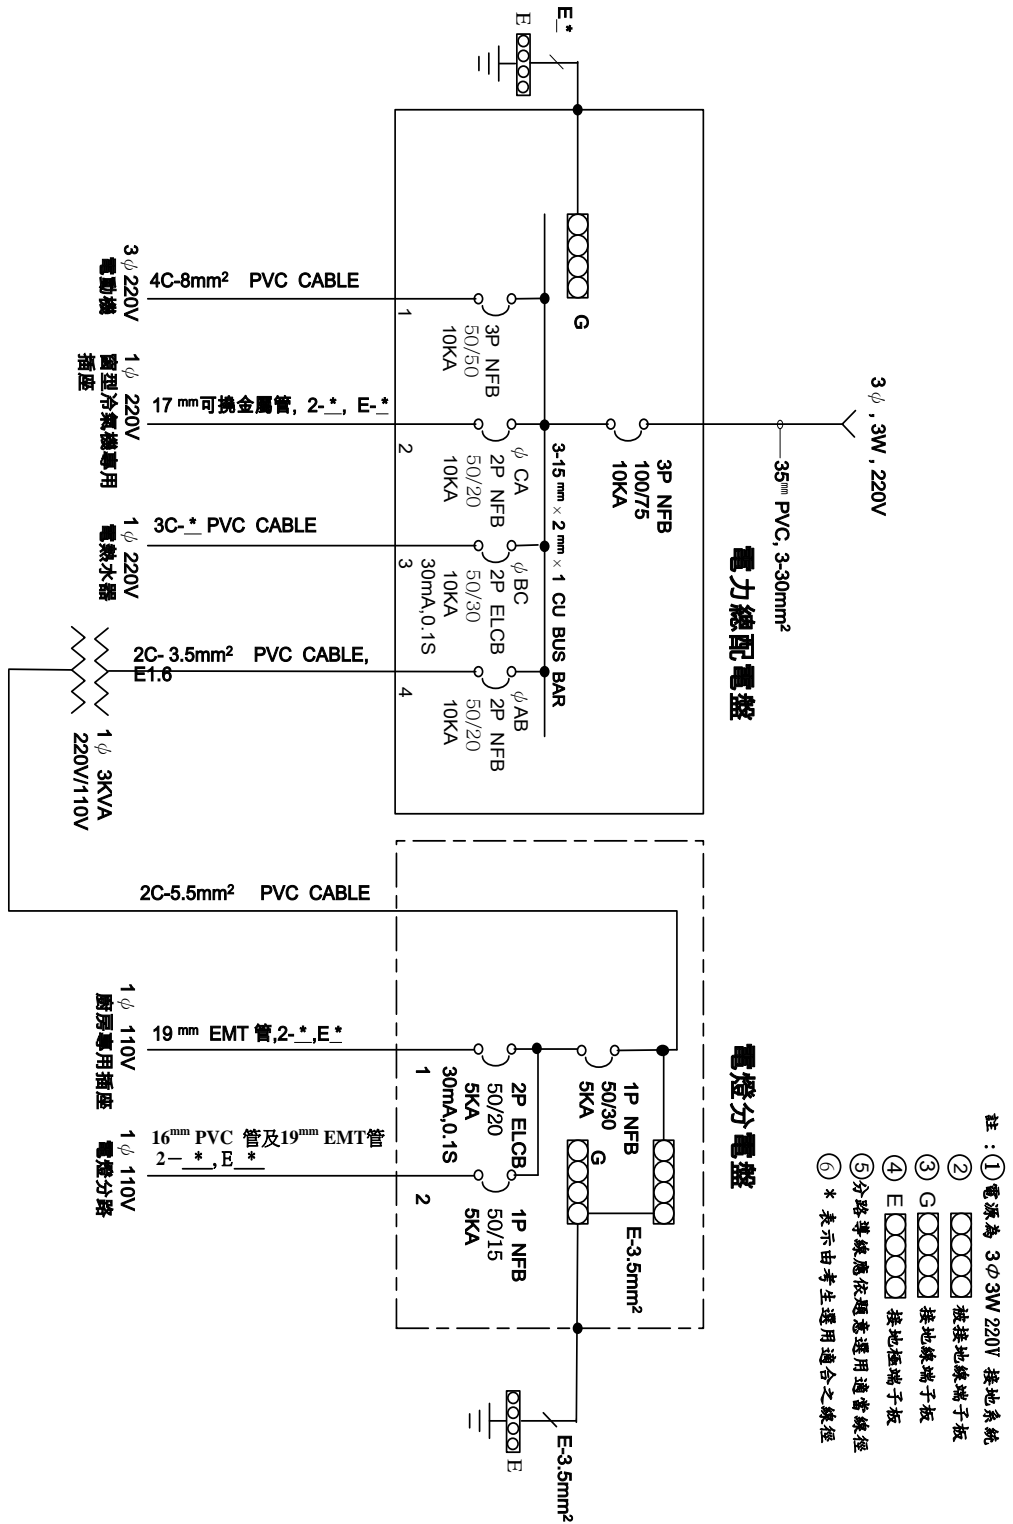 註：①電源為 3Φ3W 220V 接地系統
② 被接地線端子板
③ G 接地線端子板
④ E 接地極端子板
⑤分路導線應依題意選用適當線徑
⑥ * 表示由考生選用適合之線徑
3φ , 3W , 220V
35mm PVC, 3-30mm²
電力總配電盤
3P NFB
100/75
10KA
G
E_*
E
3-15 mm × 2 mm × 1 CU BUS BAR
3P NFB
50/50
10KA
1
4C-8mm² PVC CABLE
3φ 220V
電動機
φCA
2P NFB
50/20
10KA
2
17 mm可撓金屬管, 2-_*_, E-_*
1φ 220V
窗型冷氣機專用
插座
φBC
2P ELCB
50/30
10KA
30mA,0.1S
3
3C-_*_ PVC CABLE
1φ 220V
電熱水器
φAB
2P NFB
50/20
10KA
4
2C- 3.5mm² PVC CABLE,
E1.6
1φ 3KVA
220V/110V
2C-5.5mm² PVC CABLE
電燈分電盤
1P NFB
50/30
5KA
G
E-3.5mm²
E-3.5mm²
E
2P ELCB
50/20
5KA
30mA,0.1S
1
19 mm EMT 管,2-_*_,E_*_
1φ 110V
廚房專用插座
1P NFB
50/15
5KA
2
16mm PVC 管及19mm EMT管
2－_*_,E_*_
1φ 110V
電燈分路